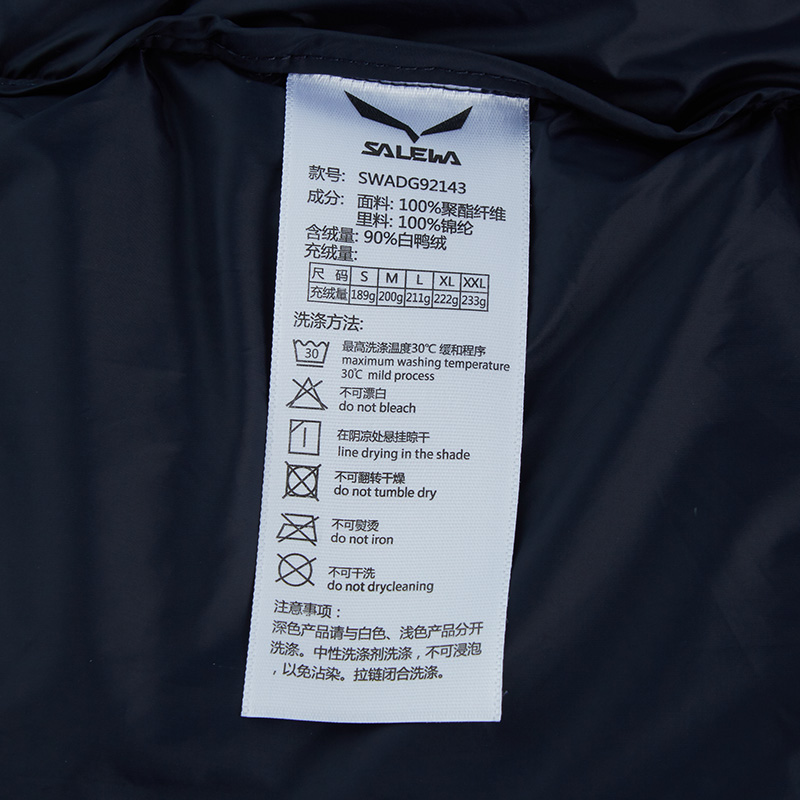 SALEWA
款号: SWADG92143
成分: 面料: 100%聚酯纤维
里料: 100%锦纶
含绒量: 90%白鸭绒
充绒量:
尺 码 S M L XL XXL
充绒量 189g 200g 211g 222g 233g
洗涤方法:
30 最高洗涤温度30℃ 缓和程序
maximum washing temperature
30℃ mild process
不可漂白
do not bleach
在阴凉处悬挂晾干
line drying in the shade
不可翻转干燥
do not tumble dry
不可熨烫
do not iron
不可干洗
do not drycleaning
注意事项：
深色产品请与白色、浅色产品分开
洗涤。中性洗涤剂洗涤，不可浸泡
，以免沾染。拉链闭合洗涤。